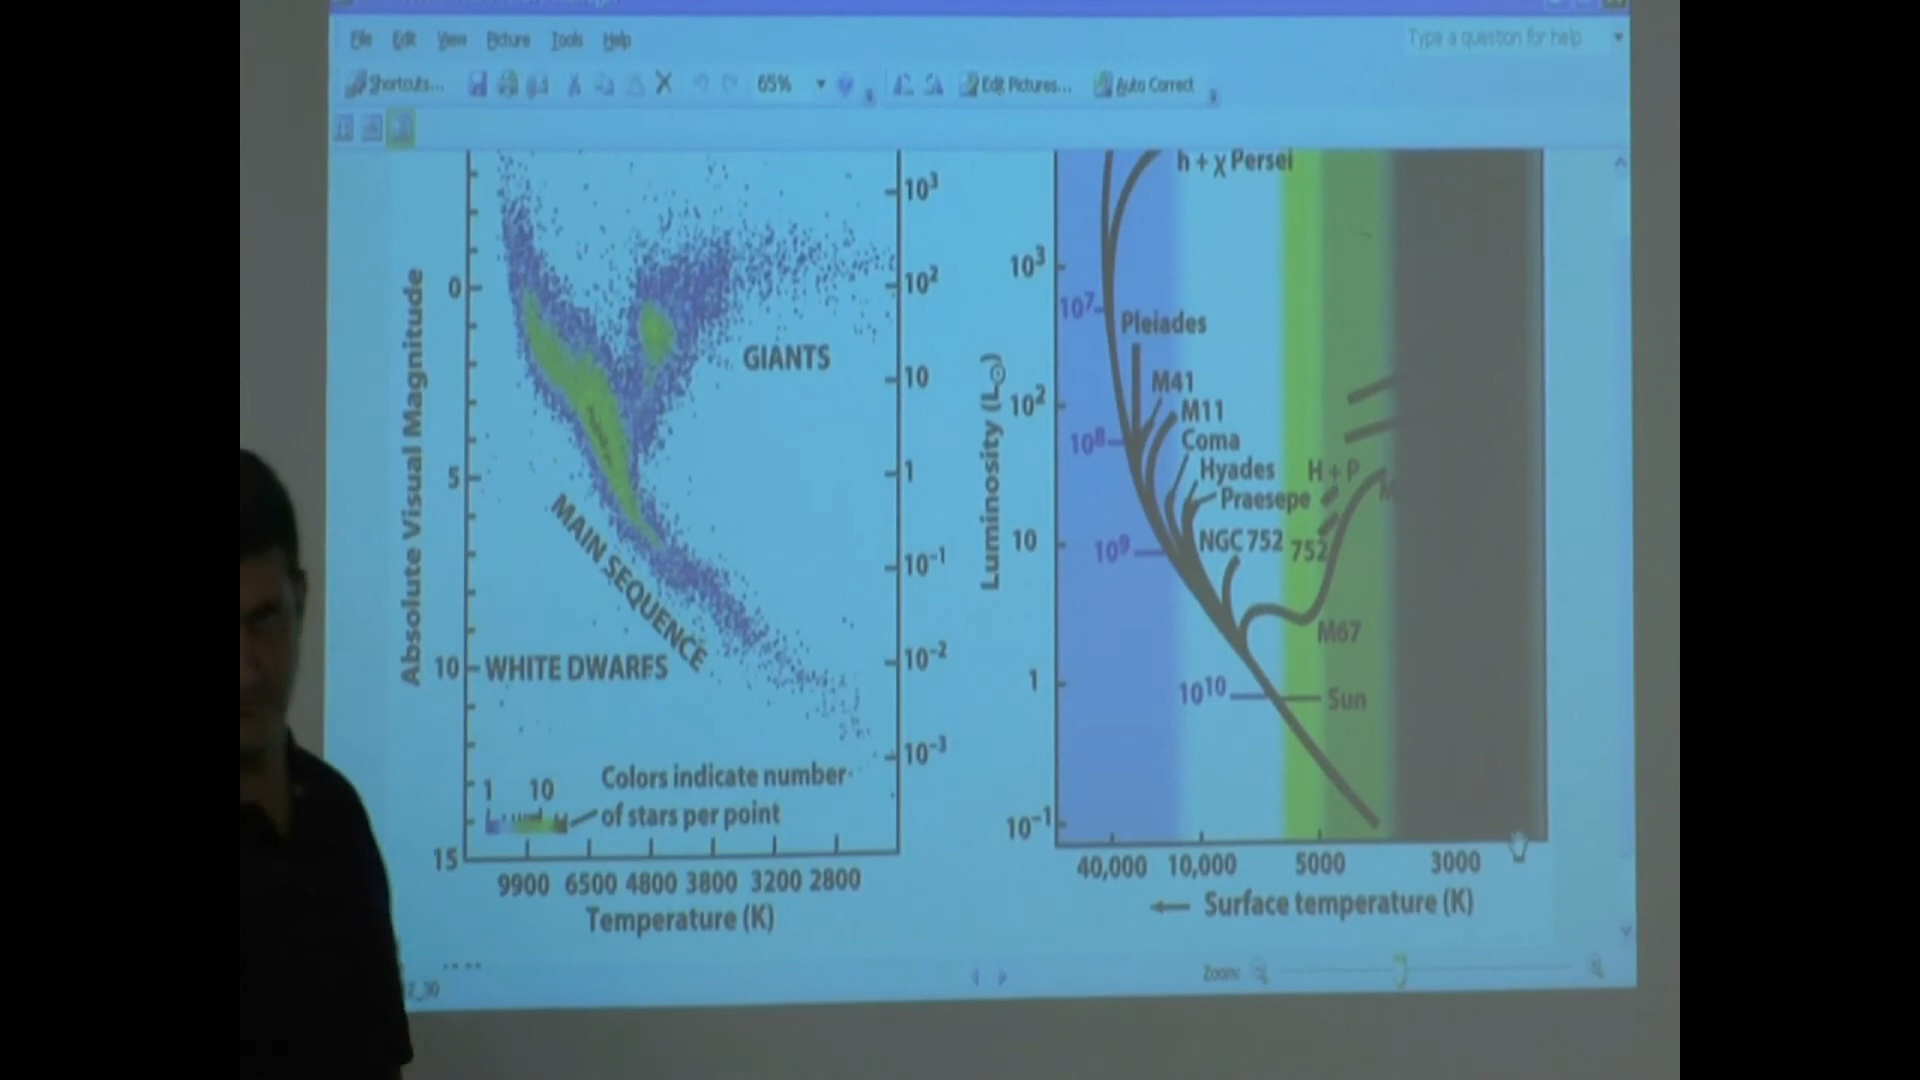 File Edit View Picture Tools Help
Type a question for help
Shortcuts...
65%
Edit Pictures...
Auto Correct
Absolute Visual Magnitude
0
5
10
15
10³
10²
10
1
10⁻¹
10⁻²
10⁻³
GIANTS
MAIN SEQUENCE
WHITE DWARFS
1 10
Colors indicate number
of stars per point
9900 6500 4800 3800 3200 2800
Temperature (K)
Luminosity (L☉)
10³
10²
10
1
10⁻¹
h + χ Persei
10⁷
Pleiades
M41
M11
10⁸
Coma
Hyades
H + P
Praesepe
NGC 752
752
10⁹
M67
10¹⁰
Sun
40,000 10,000 5000 3000
← Surface temperature (K)
Zoom: